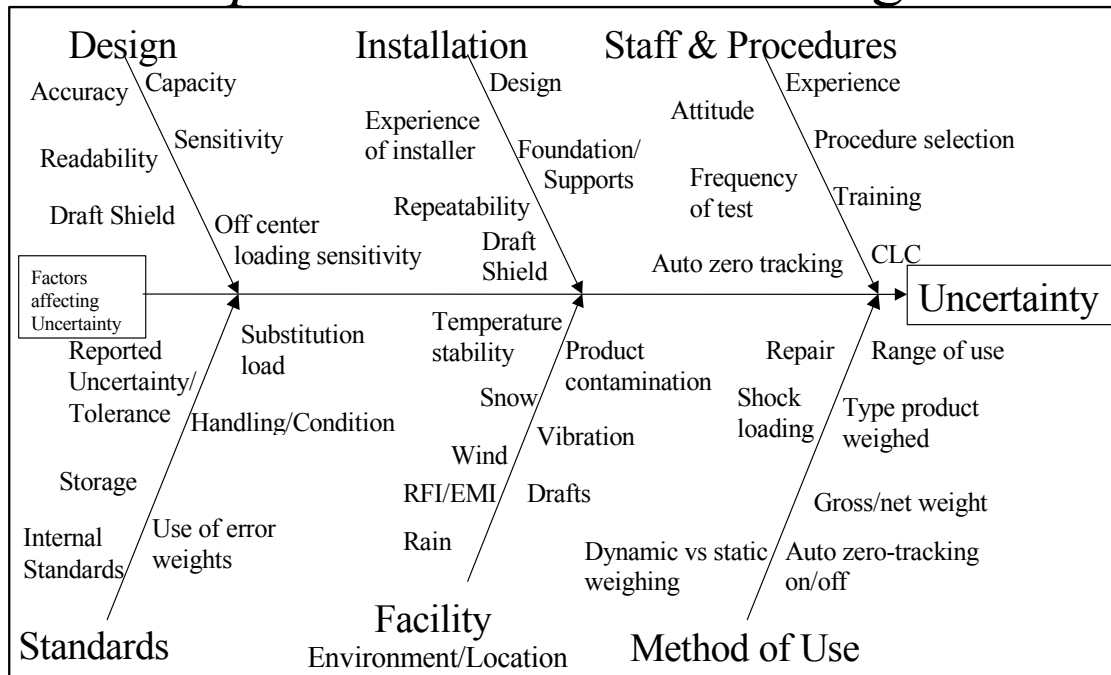 Design
Accuracy
Capacity
Sensitivity
Readability
Draft Shield
Off center
loading sensitivity
Installation
Design
Experience
of installer
Foundation/
Supports
Repeatability
Draft
Shield
Staff & Procedures
Experience
Attitude
Procedure selection
Frequency
of test
Training
Auto zero tracking
CLC
Factors
affecting
Uncertainty
Uncertainty
Reported
Uncertainty/
Tolerance
Substitution
load
Handling/Condition
Storage
Internal
Standards
Use of error
weights
Standards
Temperature
stability
Product
contamination
Snow
Vibration
Wind
RFI/EMI
Drafts
Rain
Facility
Environment/Location
Repair
Range of use
Shock
loading
Type product
weighed
Gross/net weight
Dynamic vs static
weighing
Auto zero-tracking
on/off
Method of Use